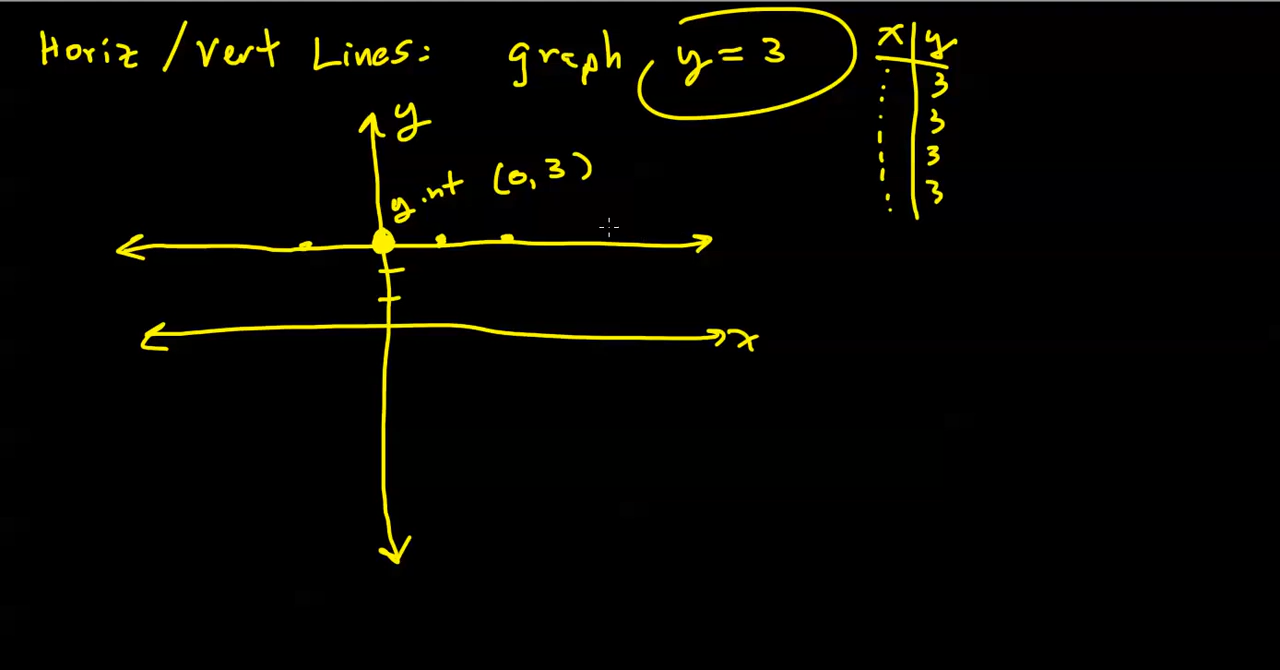 Horiz / Vert Lines: graph y = 3
x y
3
3
3
3
y
y.int (0, 3)
x